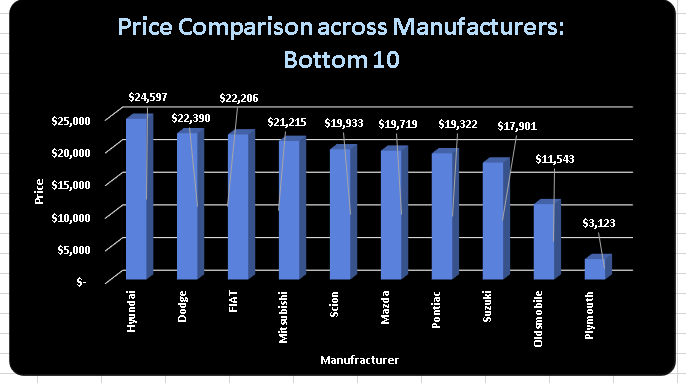 Price Comparison across Manufacturers:
Bottom 10
$24,597
$22,390
$22,206
$21,215
$19,933
$19,719
$19,322
$17,901
$11,543
$3,123
$25,000
$20,000
$15,000
$10,000
$5,000
$-
Price
Hyundai
Dodge
FIAT
Mitsubishi
Scion
Mazda
Pontiac
Suzuki
Oldsmobile
Plymouth
Manufracturer